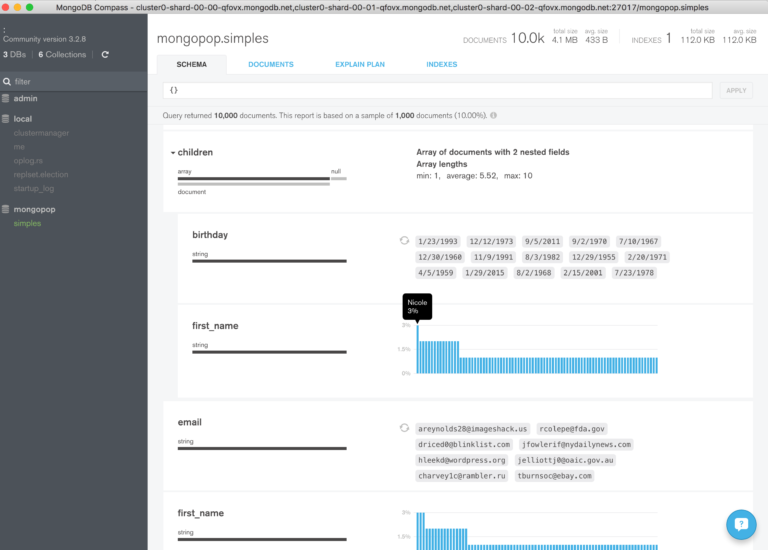 MongoDB Compass - cluster0-shard-00-00-qfovx.mongodb.net,cluster0-shard-00-01-qfovx.mongodb.net,cluster0-shard-00-02-qfovx.mongodb.net:27017/mongopop.simples
:
Community version 3.2.8
3 DBs 6 Collections
filter
admin
local
clustermanager
me
oplog.rs
replset.election
startup_log
mongopop
simples
mongopop.simples
DOCUMENTS 10.0k total size 4.1 MB avg. size 433 B INDEXES 1 total size 112.0 KB avg. size 112.0 KB
SCHEMA DOCUMENTS EXPLAIN PLAN INDEXES
{} APPLY
Query returned 10,000 documents. This report is based on a sample of 1,000 documents (10.00%).
children
array null
document
Array of documents with 2 nested fields
Array lengths
min: 1, average: 5.52, max: 10
birthday
string
1/23/1993 12/12/1973 9/5/2011 9/2/1970 7/10/1967
12/30/1960 11/9/1991 8/3/1982 12/29/1955 2/20/1971
4/5/1959 1/29/2015 8/2/1968 2/15/2001 7/23/1978
first_name
string
Nicole
3%
3%
1.5%
0%
email
string
areynolds28@imageshack.us rcolepe@fda.gov
driced0@blinklist.com jfowlerif@nydailynews.com
hleekd@wordpress.org jelliottj0@oaic.gov.au
charvey1c@rambler.ru tburnsoc@ebay.com
first_name
string
3%
1.5%